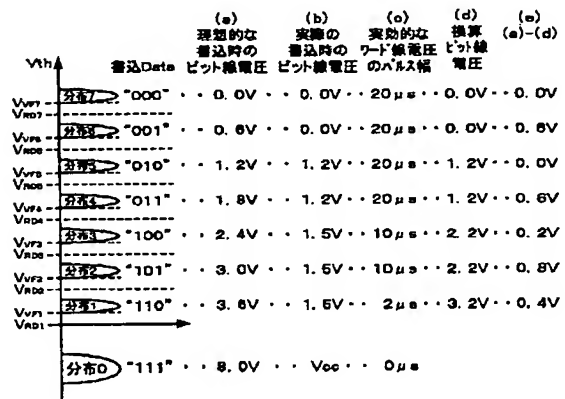 (a) (b) (c) (d) (e)
理想的な 実際の 実効的な 換算 (a)-(d)
書込時の 書込時の ワード線電圧 ビット線
Vth 書込Data ビット線電圧 ビット線電圧 のパルス幅 電圧
分布7 "000" ・・ 0.0V ・・ 0.0V ・・ 20μs ・・ 0.0V ・・ 0.0V
VVF7
VRD7
分布6 "001" ・・ 0.6V ・・ 0.0V ・・ 20μs ・・ 0.0V ・・ 0.6V
VVF6
VRD6
分布5 "010" ・・ 1.2V ・・ 1.2V ・・ 20μs ・・ 1.2V ・・ 0.0V
VVF5
VRD5
分布4 "011" ・・ 1.8V ・・ 1.2V ・・ 20μs ・・ 1.2V ・・ 0.6V
VVF4
VRD4
分布3 "100" ・・ 2.4V ・・ 1.5V ・・ 10μs ・・ 2.2V ・・ 0.2V
VVF3
VRD3
分布2 "101" ・・ 3.0V ・・ 1.5V ・・ 10μs ・・ 2.2V ・・ 0.8V
VVF2
VRD2
分布1 "110" ・・ 3.6V ・・ 1.5V ・・ 2μs ・・ 3.2V ・・ 0.4V
VVF1
VRD1
分布0 "111" ・・ 8.0V ・・ Vcc ・・ 0μs